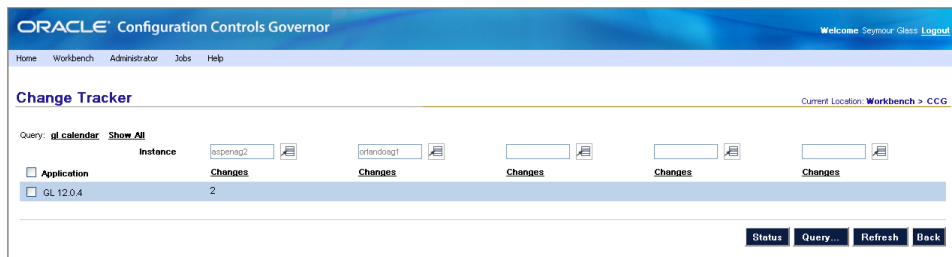 ORACLE Configuration Controls Governor
Welcome Seymour Glass Logout
Home Workbench Administrator Jobs Help
Change Tracker
Current Location: Workbench > CCG
Query: gl calendar Show All
Instance aspenag2 orlandoag1
Application Changes Changes Changes Changes Changes
GL 12.0.4 2
Status Query... Refresh Back